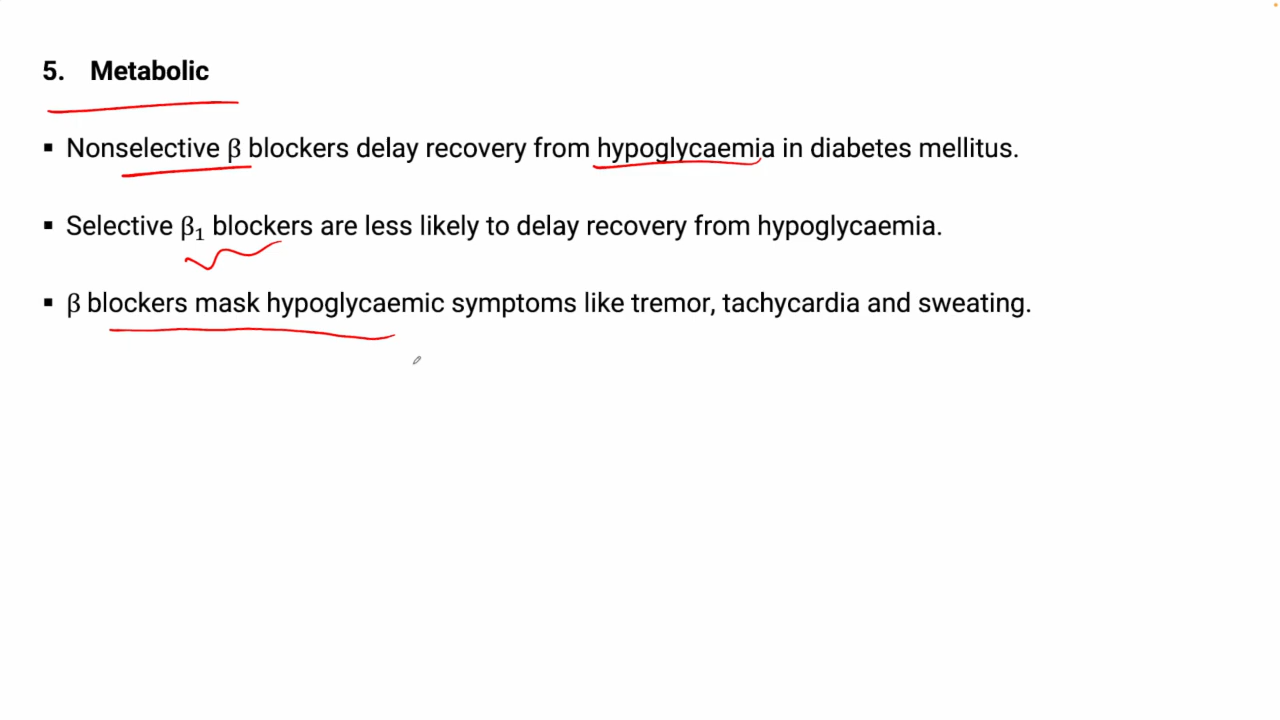 5. Metabolic
▪ Nonselective β blockers delay recovery from hypoglycaemia in diabetes mellitus.
▪ Selective β₁ blockers are less likely to delay recovery from hypoglycaemia.
▪ β blockers mask hypoglycaemic symptoms like tremor, tachycardia and sweating.